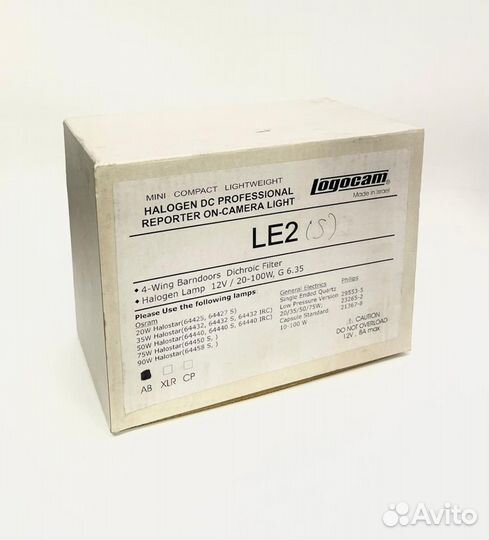 MINI COMPACT LIGHTWEIGHT
HALOGEN DC PROFESSIONAL
REPORTER ON-CAMERA LIGHT
Logocam
Made in Israel
LE2 (S)
• 4-Wing Barndoors Dichroic Filter
• Halogen Lamp 12V / 20-100W, G 6.35
Please Use the following lamps:
Osram
20W Halostar(64425, 64427 S)
35W Halostar(64432, 64432 S, 64432 IRC)
50W Halostar(64440, 64440 S, 64440 IRC)
75W Halostar(64450 S, )
90W Halostar(64458 S, )
General Electrics
Single Ended Quartz
Low Pressure Version
20/35/50/75W,
Capsule Standard
10-100 W
Philips
29553-5
23265-2
21367-8
⚠ CAUTION
DO NOT OVERLOAD
12V, 8A max.
AB XLR CP
Avito